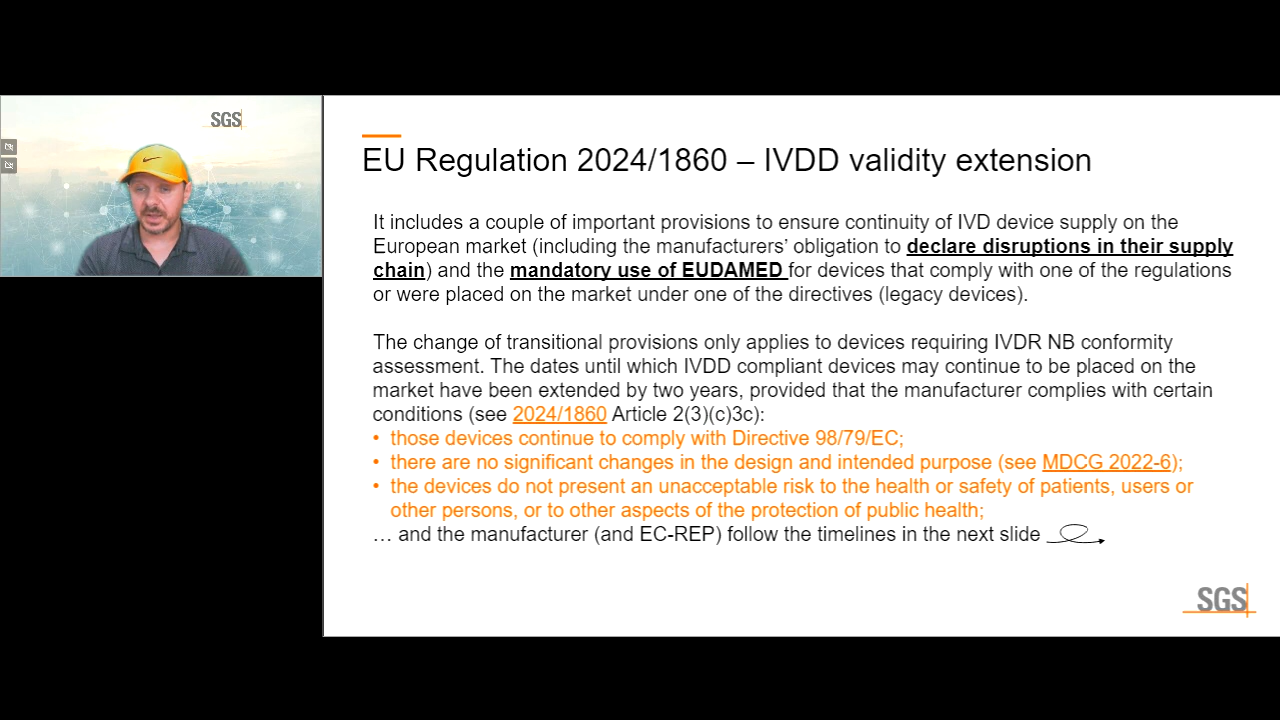 SGS
EU Regulation 2024/1860 – IVDD validity extension
It includes a couple of important provisions to ensure continuity of IVD device supply on the
European market (including the manufacturers’ obligation to declare disruptions in their supply
chain) and the mandatory use of EUDAMED for devices that comply with one of the regulations
or were placed on the market under one of the directives (legacy devices).
The change of transitional provisions only applies to devices requiring IVDR NB conformity
assessment. The dates until which IVDD compliant devices may continue to be placed on the
market have been extended by two years, provided that the manufacturer complies with certain
conditions (see 2024/1860 Article 2(3)(c)3c):
• those devices continue to comply with Directive 98/79/EC;
• there are no significant changes in the design and intended purpose (see MDCG 2022-6);
• the devices do not present an unacceptable risk to the health or safety of patients, users or
other persons, or to other aspects of the protection of public health;
… and the manufacturer (and EC-REP) follow the timelines in the next slide
SGS